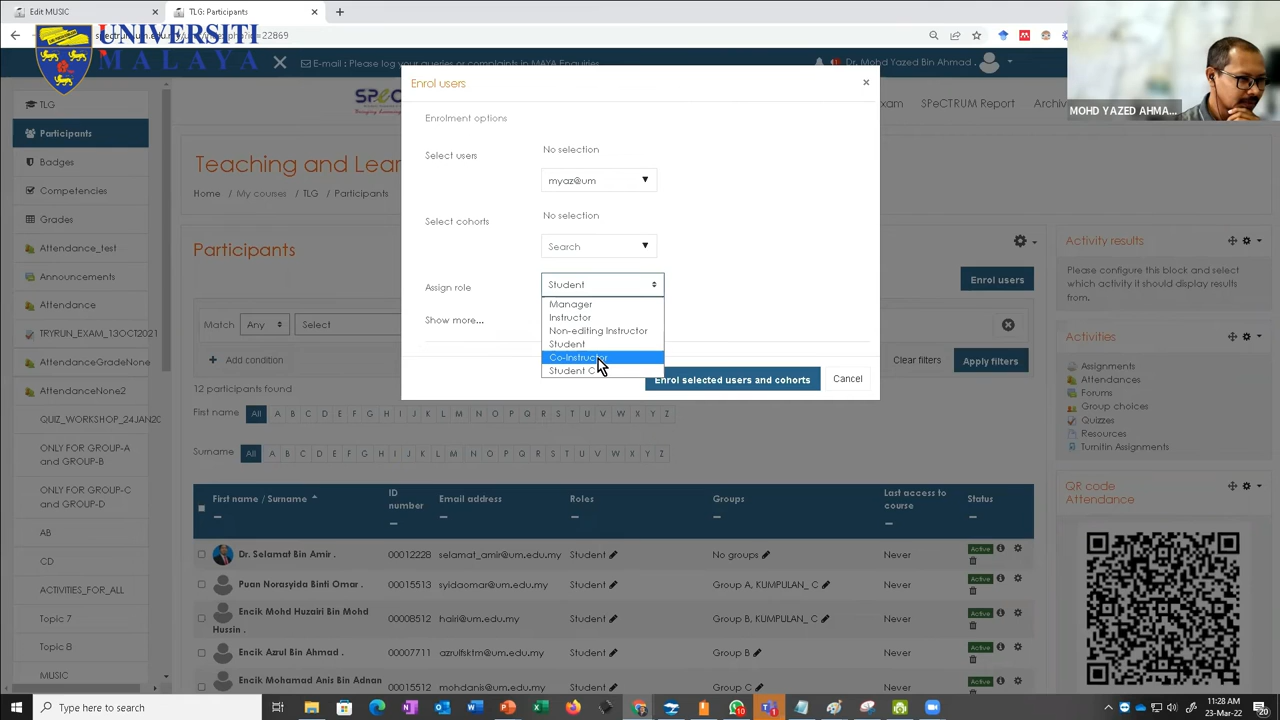 Edit MUSIC
TLG: Participants
UNIVERSITI
MALAYA
E-mail : Please log your queries or complaints in MAYA Enquiries
Dr. Mohd Yazed Bin Ahmad .
MOHD YAZED AHMA...
SPeCTRUM Report
TLG
Participants
Badges
Competencies
Grades
Attendance_test
Announcements
Attendance
TRYRUN_EXAM_13OCT2021
AttendanceGradeNone
AttendanceNone2
QUIZ_WORKSHOP_24JAN20
ONLY FOR GROUP-A
and GROUP-B
ONLY FOR GROUP-C
and GROUP-D
AB
CD
ACTIVITIES_FOR_ALL
Topic 7
Topic 8
MUSIC
Teaching and Lear
Home / My courses / TLG / Participants
Participants
Enrol users
Match Any Select
Add condition
Clear filters
Apply filters
12 participants found
First name All A B C D E F G H I J K L M N O P Q R S T U V W X Y Z
Surname All A B C D E F G H I J K L M N O P Q R S T U V W X Y Z
Enrol users
×
Enrolment options
Select users
No selection
myaz@um
Select cohorts
No selection
Search
Assign role
Student
Manager
Instructor
Non-editing Instructor
Student
Co-Instructor
Student C
Show more...
Enrol selected users and cohorts
Cancel
First name / Surname ID number Email address Roles Groups Last access to course Status
Dr. Selamat Bin Amir . 00012228 selamat_amir@um.edu.my Student No groups Never Active
Puan Norasyida Binti Omar . 00015513 syidaomar@um.edu.my Student Group A, KUMPULAN_ C Never Active
Encik Mohd Huzairi Bin Mohd Hussin . 00008512 hairi@um.edu.my Student Group B, KUMPULAN_ C Never Active
Encik Azrul Bin Ahmad . 00007711 azrulfsktm@um.edu.my Student Group B Never Active
Encik Mohamad Anis Bin Adnan 00015512 mohdanis@um.edu.my Student Group C Never Active
Activity results
Please configure this block and select
which activity it should display results
from.
Activities
Assignments
Attendances
Forums
Group choices
Quizzes
Resources
Turnitin Assignments
QR code
Attendance
Type here to search
11:28 AM
23-Mar-22
20